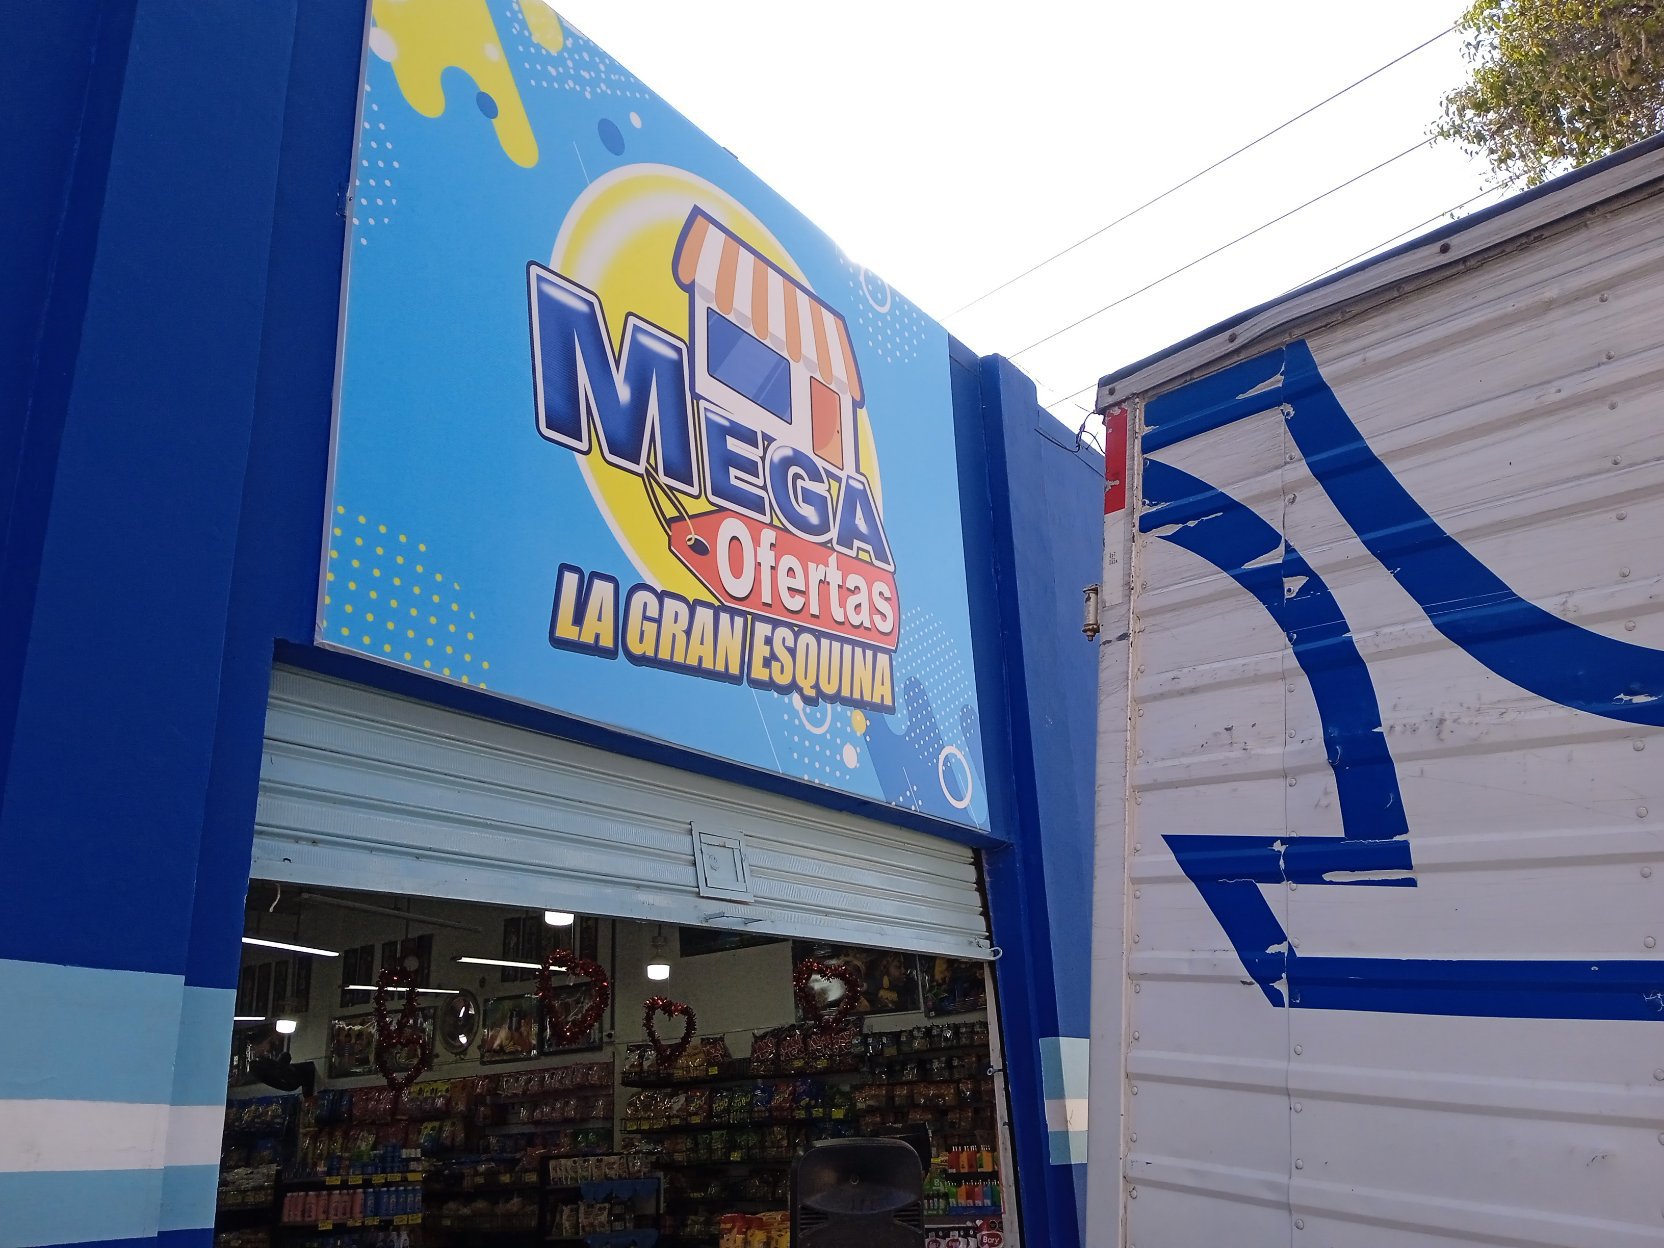 MEGA
Ofertas
LA GRAN ESQUINA